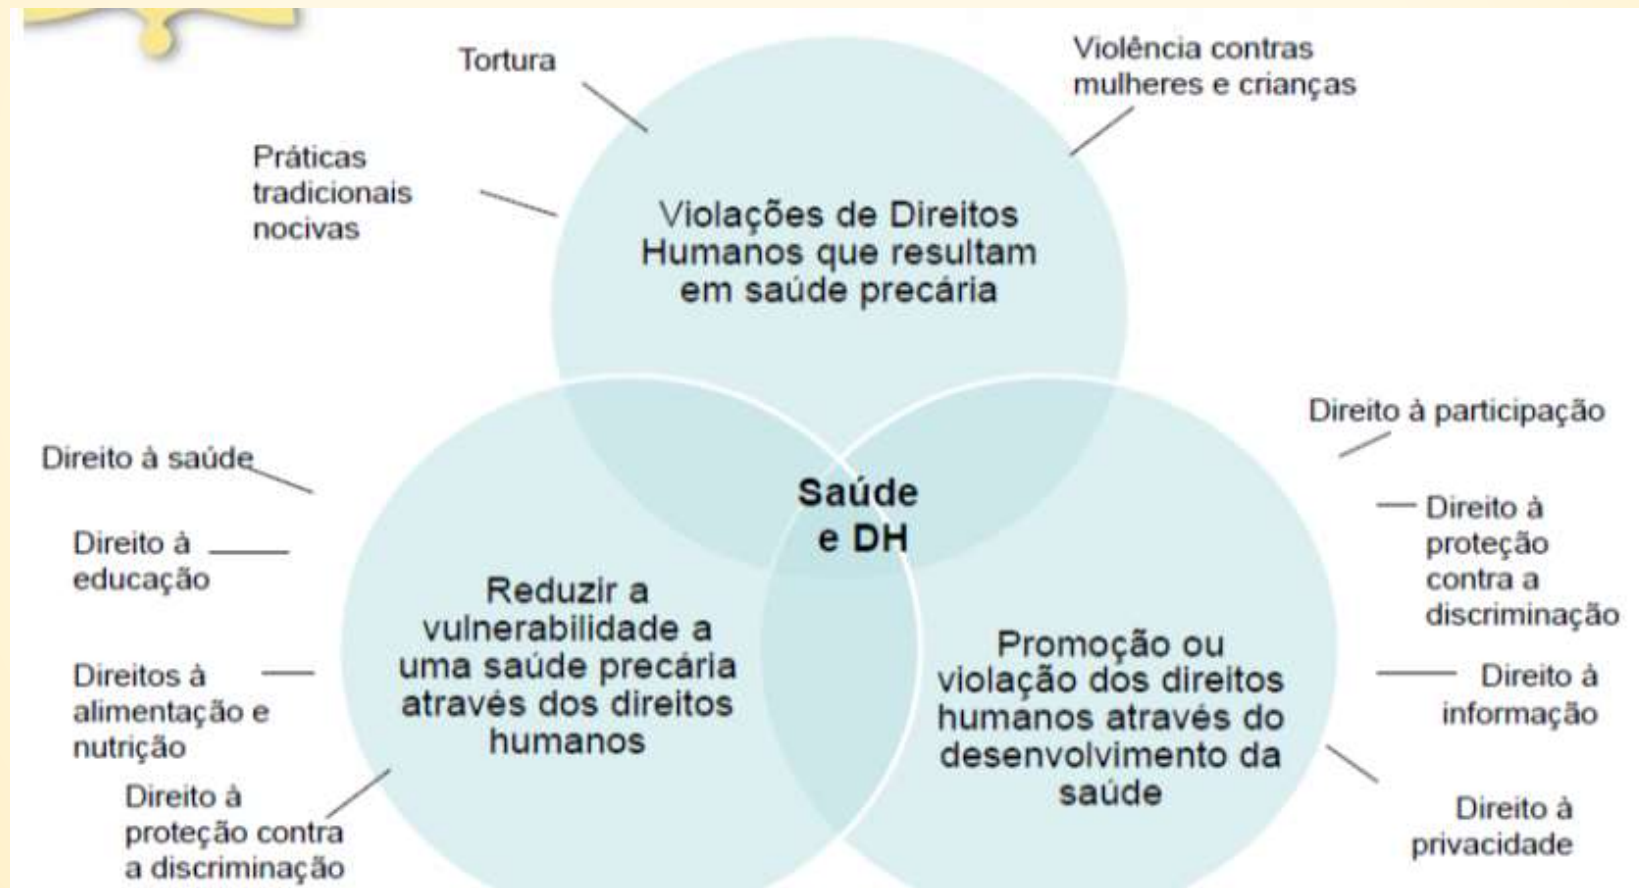 Tortura
Violência contras
mulheres e crianças
Práticas
tradicionais
nocivas
Violações de Direitos
Humanos que resultam
em saúde precária
Direito à participação
Direito à saúde
Saúde
e DH
Direito à
proteção
contra a
discriminação
Direito à
educação
Reduzir a
vulnerabilidade a
uma saúde precária
através dos direitos
humanos
Promoção ou
violação dos direitos
humanos através do
desenvolvimento da
saúde
Direitos à
alimentação e
nutrição
Direito à
informação
Direito à
proteção contra
a discriminação
Direito à
privacidade